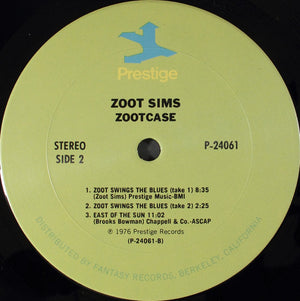 Prestige
ZOOT SIMS
ZOOTCASE
STEREO P-24061
SIDE 2
1. ZOOT SWINGS THE BLUES (take 1) 8:35
(Zoot Sims) Prestige Music-BMI
2. ZOOT SWINGS THE BLUES (take 2) 2:25
3. EAST OF THE SUN 11:02
(Brooks Bowman) Chappell & Co.-ASCAP
℗ 1976 Prestige Records
(P-24061-B)
DISTRIBUTED BY FANTASY RECORDS, BERKELEY, CALIFORNIA